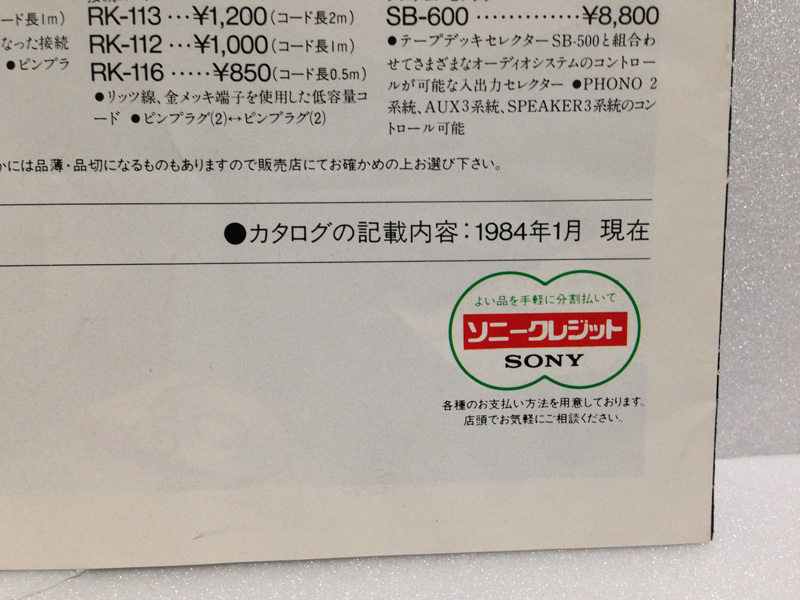 ード長1m)
なった接続
●ピンプラ
RK-113…¥1,200(コード長2m)
RK-112…¥1,000(コード長1m)
RK-116……¥850(コード長0.5m)
●リッツ線、金メッキ端子を使用した低容量コ
ード ●ピンプラグ(2)↔ピンプラグ(2)
SB-600……………¥8,800
●テープデッキセレクターSB-500と組合わ
せてさまざまなオーディオシステムのコントロー
ルが可能な入出力セレクター ●PHONO 2
系統、AUX3系統、SPEAKER3系統のコン
トロール可能
かには品薄・品切になるものもありますので販売店にてお確かめの上お選び下さい。
●カタログの記載内容：1984年1月 現在
よい品を手軽に分割払いで
ソニークレジット
SONY
各種のお支払い方法を用意しております。
店頭でお気軽にご相談ください。